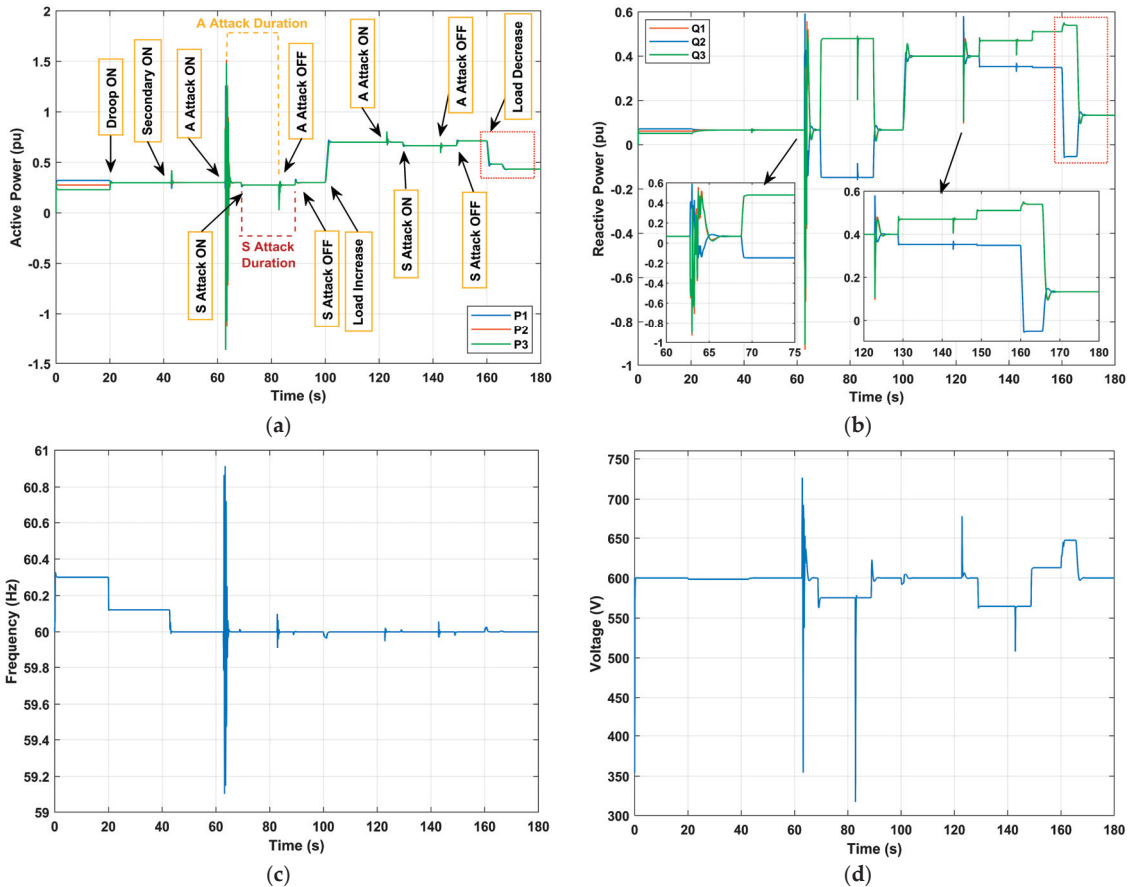 A Attack Duration
Droop ON
Secondary ON
A Attack ON
A Attack OFF
A Attack ON
A Attack OFF
Load Decrease
S Attack ON
S Attack Duration
S Attack OFF
Load Increase
S Attack ON
S Attack OFF
P1
P2
P3
Active Power (pu)
2
1.5
1
0.5
0
-0.5
-1
-1.5
0 20 40 60 80 100 120 140 160 180
Time (s)
(a)
Q1
Q2
Q3
Reactive Power (pu)
0.6
0.4
0.2
0
-0.2
-0.4
-0.6
-0.8
-1
0.6
0.4
0.2
0
-0.2
-0.4
-0.6
-0.8
-1
60 65 70 75
0.6
0.4
0.2
0
120 130 140 150 160 170 180
0 20 40 60 80 100 120 140 160 180
Time (s)
(b)
Frequency (Hz)
61
60.8
60.6
60.4
60.2
60
59.8
59.6
59.4
59.2
59
0 20 40 60 80 100 120 140 160 180
Time (s)
(c)
Voltage (V)
750
700
650
600
550
500
450
400
350
300
0 20 40 60 80 100 120 140 160 180
Time (s)
(d)